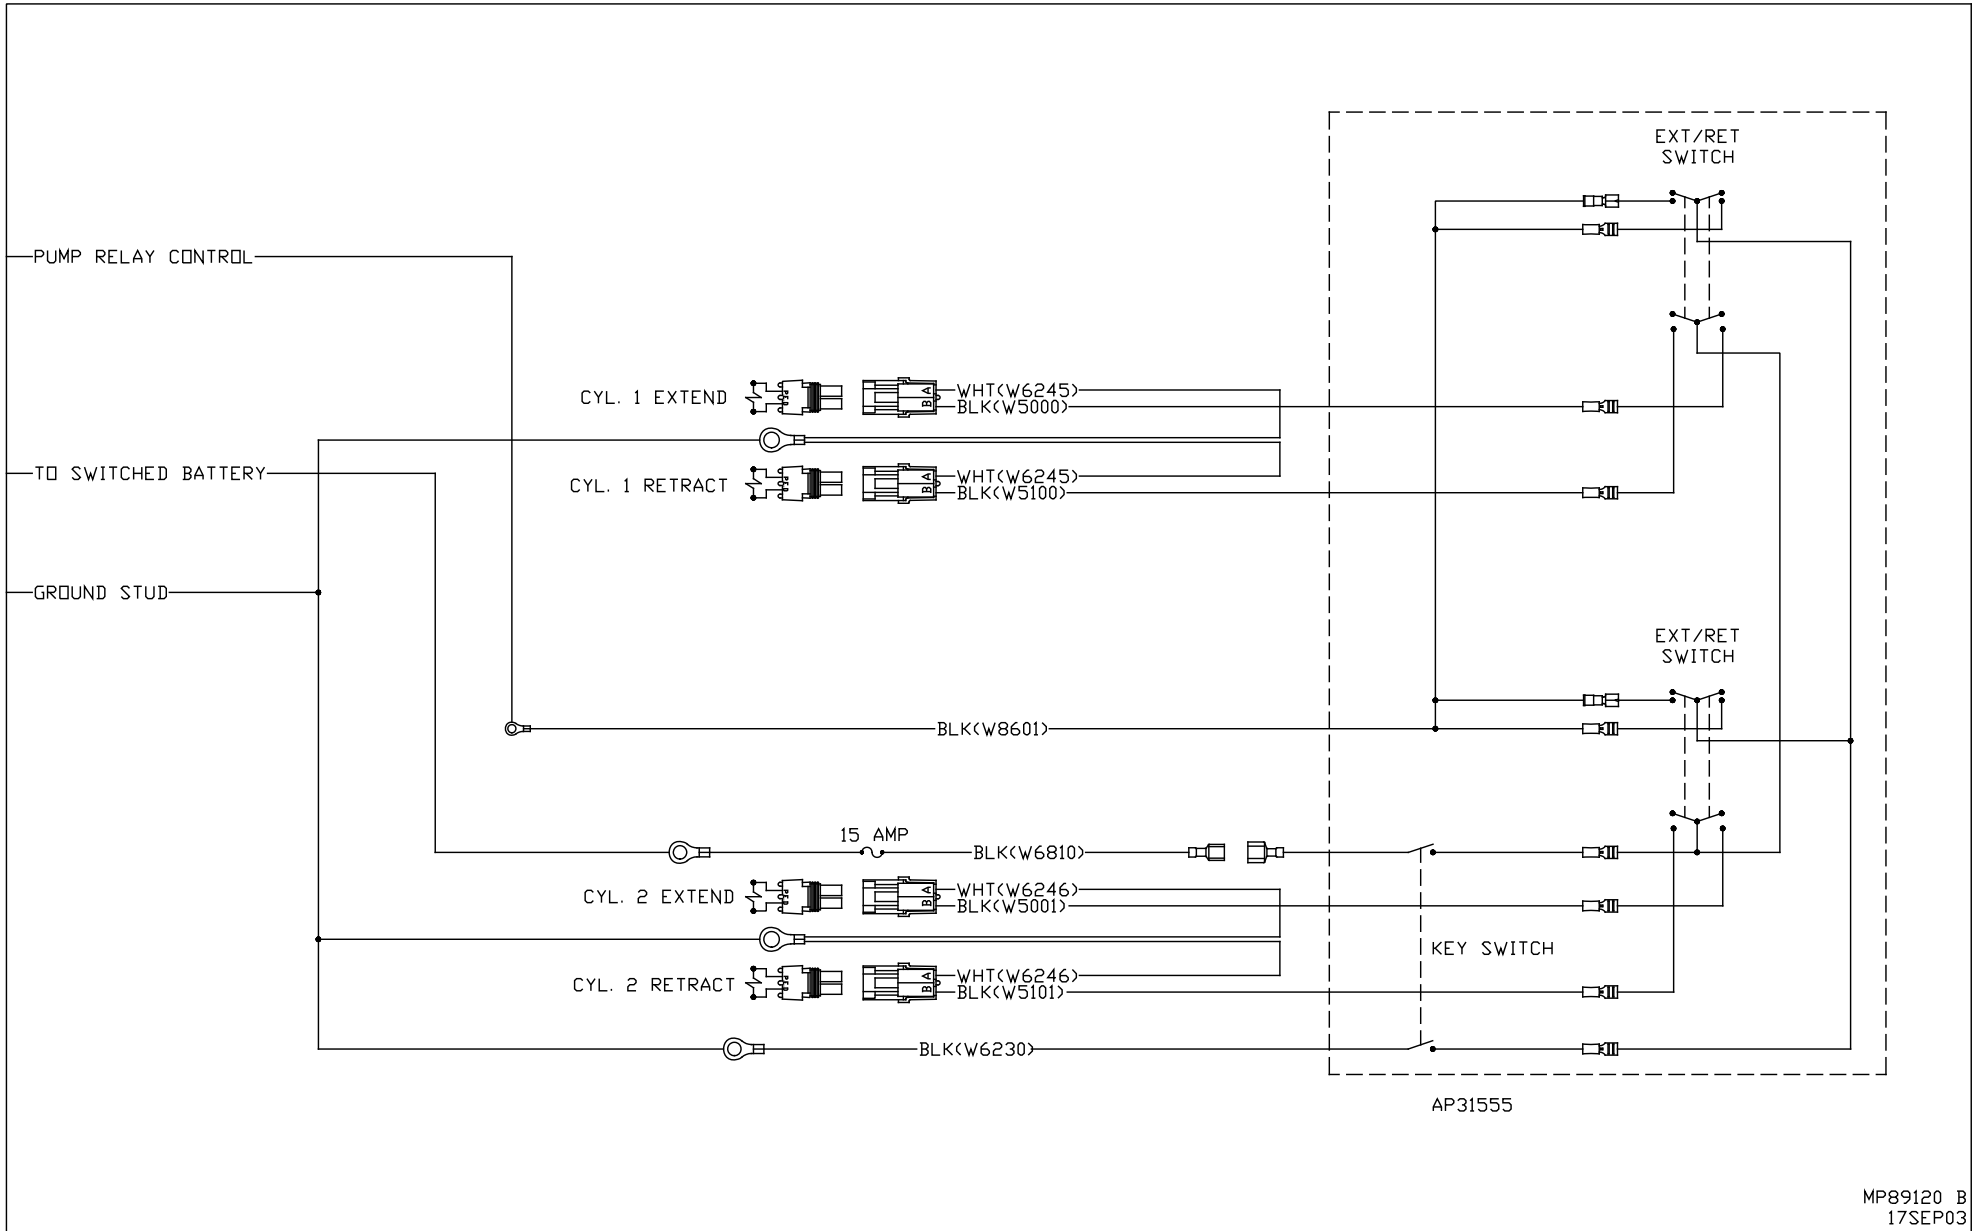 EXT/RET
SWITCH
PUMP RELAY CONTROL
CYL. 1 EXTEND
A
B
WHT(W6245)
BLK(W5000)
TO SWITCHED BATTERY
CYL. 1 RETRACT
A
B
WHT(W6245)
BLK(W5100)
GROUND STUD
EXT/RET
SWITCH
BLK(W8601)
15 AMP
BLK(W6810)
CYL. 2 EXTEND
A
B
WHT(W6246)
BLK(W5001)
KEY SWITCH
CYL. 2 RETRACT
A
B
WHT(W6246)
BLK(W5101)
BLK(W6230)
AP31555
MP89120 B
17SEP03